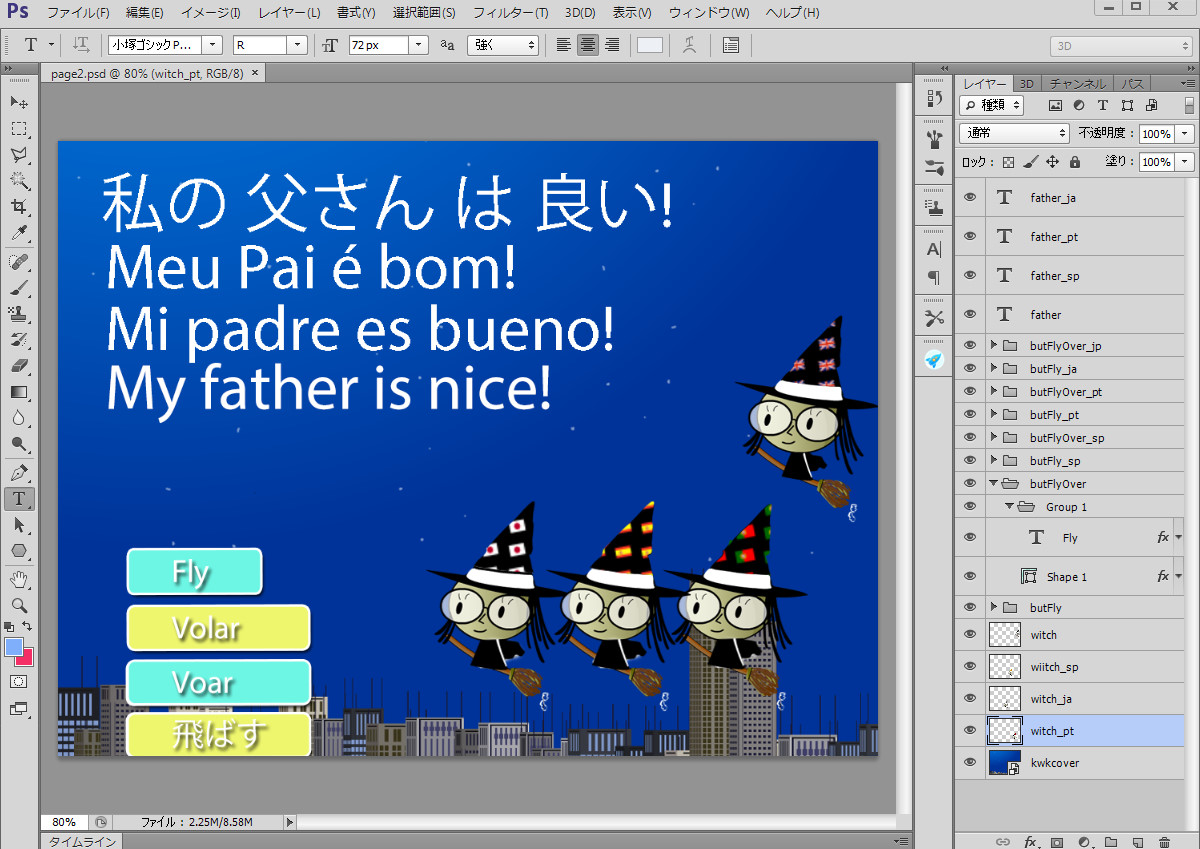 Ps ファイル(F) 編集(E) イメージ(I) レイヤー(L) 書式(Y) 選択範囲(S) フィルター(T) 3D(D) 表示(V) ウィンドウ(W) ヘルプ(H)
T 小塚ゴシック P... R 72 px aa 強く 3D
page2.psd @ 80% (witch_pt, RGB/8) ×
私の 父さん は 良い!
Meu Pai é bom!
Mi padre es bueno!
My father is nice!
Fly
Volar
Voar
飛ばす
80% ファイル : 2.25M/8.58M
タイムライン
レイヤー 3D チャンネル パス
種類
通常 不透明度 : 100%
ロック : 塗り : 100%
father_ja
father_pt
father_sp
father
butFlyOver_jp
butFly_ja
butFlyOver_pt
butFly_pt
butFlyOver_sp
butFly_sp
butFlyOver
Group 1
Fly fx
Shape 1 fx
butFly
witch
wiitch_sp
witch_ja
witch_pt
kwkcover
fx